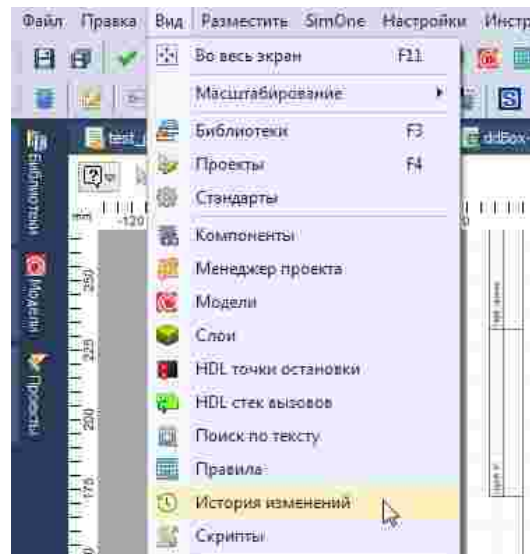 Файл Правка Вид Разместить SimOne Настройки Инстр
Во весь экран F11
Масштабирование
Библиотеки F3
Проекты F4
Стандарты
Компоненты
Менеджер проекта
Модели
Слои
HDL точки остановки
HDL стек вызовов
Поиск по тексту
Правила
История изменений
Скрипты
Библиотеки
Модели
Проекты
test_
ddBox-
mm
-120
250
225
200
175